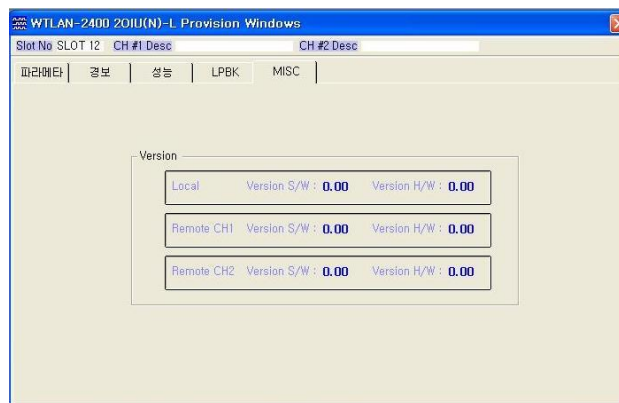 WTLAN-2400 2OIU(N)-L Provision Windows
Slot No SLOT 12 CH #1 Desc CH #2 Desc
파라메타 경보 성능 LPBK MISC
Version
Local Version S/W : 0.00 Version H/W : 0.00
Remote CH1 Version S/W : 0.00 Version H/W : 0.00
Remote CH2 Version S/W : 0.00 Version H/W : 0.00